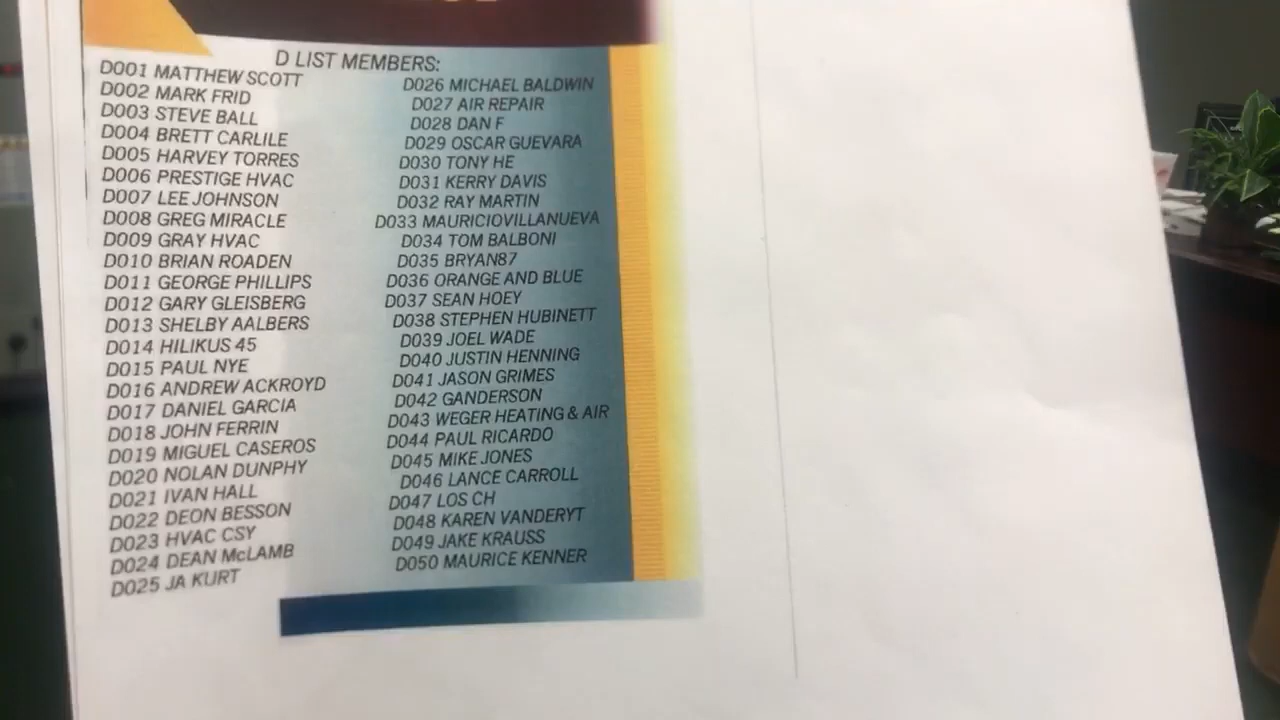 D LIST MEMBERS:
D001 MATTHEW SCOTT
D002 MARK FRID
D003 STEVE BALL
D004 BRETT CARLILE
D005 HARVEY TORRES
D006 PRESTIGE HVAC
D007 LEE JOHNSON
D008 GREG MIRACLE
D009 GRAY HVAC
D010 BRIAN ROADEN
D011 GEORGE PHILLIPS
D012 GARY GLEISBERG
D013 SHELBY AALBERS
D014 HILIKUS 45
D015 PAUL NYE
D016 ANDREW ACKROYD
D017 DANIEL GARCIA
D018 JOHN FERRIN
D019 MIGUEL CASEROS
D020 NOLAN DUNPHY
D021 IVAN HALL
D022 DEON BESSON
D023 HVAC CSY
D024 DEAN McLAMB
D025 JA KURT
D026 MICHAEL BALDWIN
D027 AIR REPAIR
D028 DAN F
D029 OSCAR GUEVARA
D030 TONY HE
D031 KERRY DAVIS
D032 RAY MARTIN
D033 MAURICIOVILLANUEVA
D034 TOM BALBONI
D035 BRYAN87
D036 ORANGE AND BLUE
D037 SEAN HOEY
D038 STEPHEN HUBINETT
D039 JOEL WADE
D040 JUSTIN HENNING
D041 JASON GRIMES
D042 GANDERSON
D043 WEGER HEATING & AIR
D044 PAUL RICARDO
D045 MIKE JONES
D046 LANCE CARROLL
D047 LOS CH
D048 KAREN VANDERYT
D049 JAKE KRAUSS
D050 MAURICE KENNER